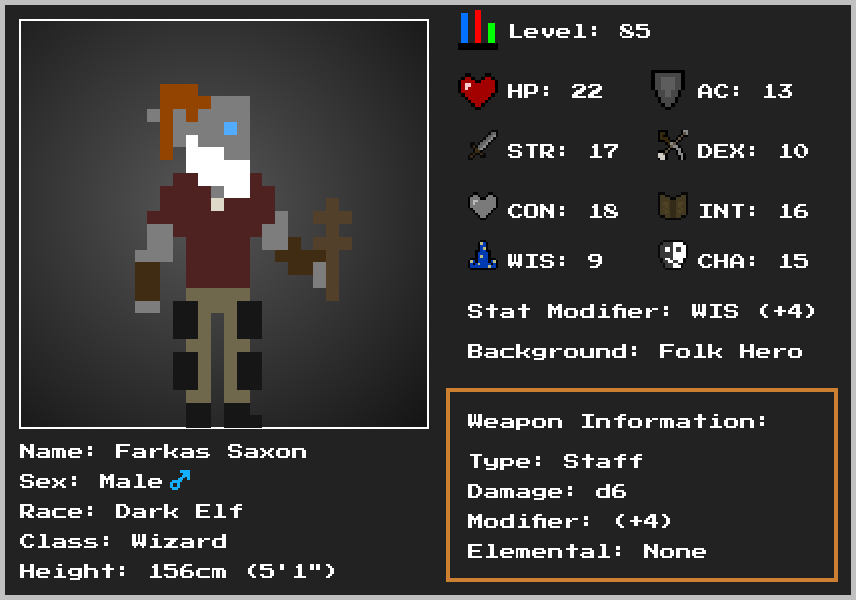 Level: 85
HP: 22 AC: 13
STR: 17 DEX: 10
CON: 18 INT: 16
WIS: 9 CHA: 15
Stat Modifier: WIS (+4)
Background: Folk Hero
Weapon Information:
Type: Staff
Damage: d6
Modifier: (+4)
Elemental: None
Name: Farkas Saxon
Sex: Male ♂
Race: Dark Elf
Class: Wizard
Height: 156cm (5'1")